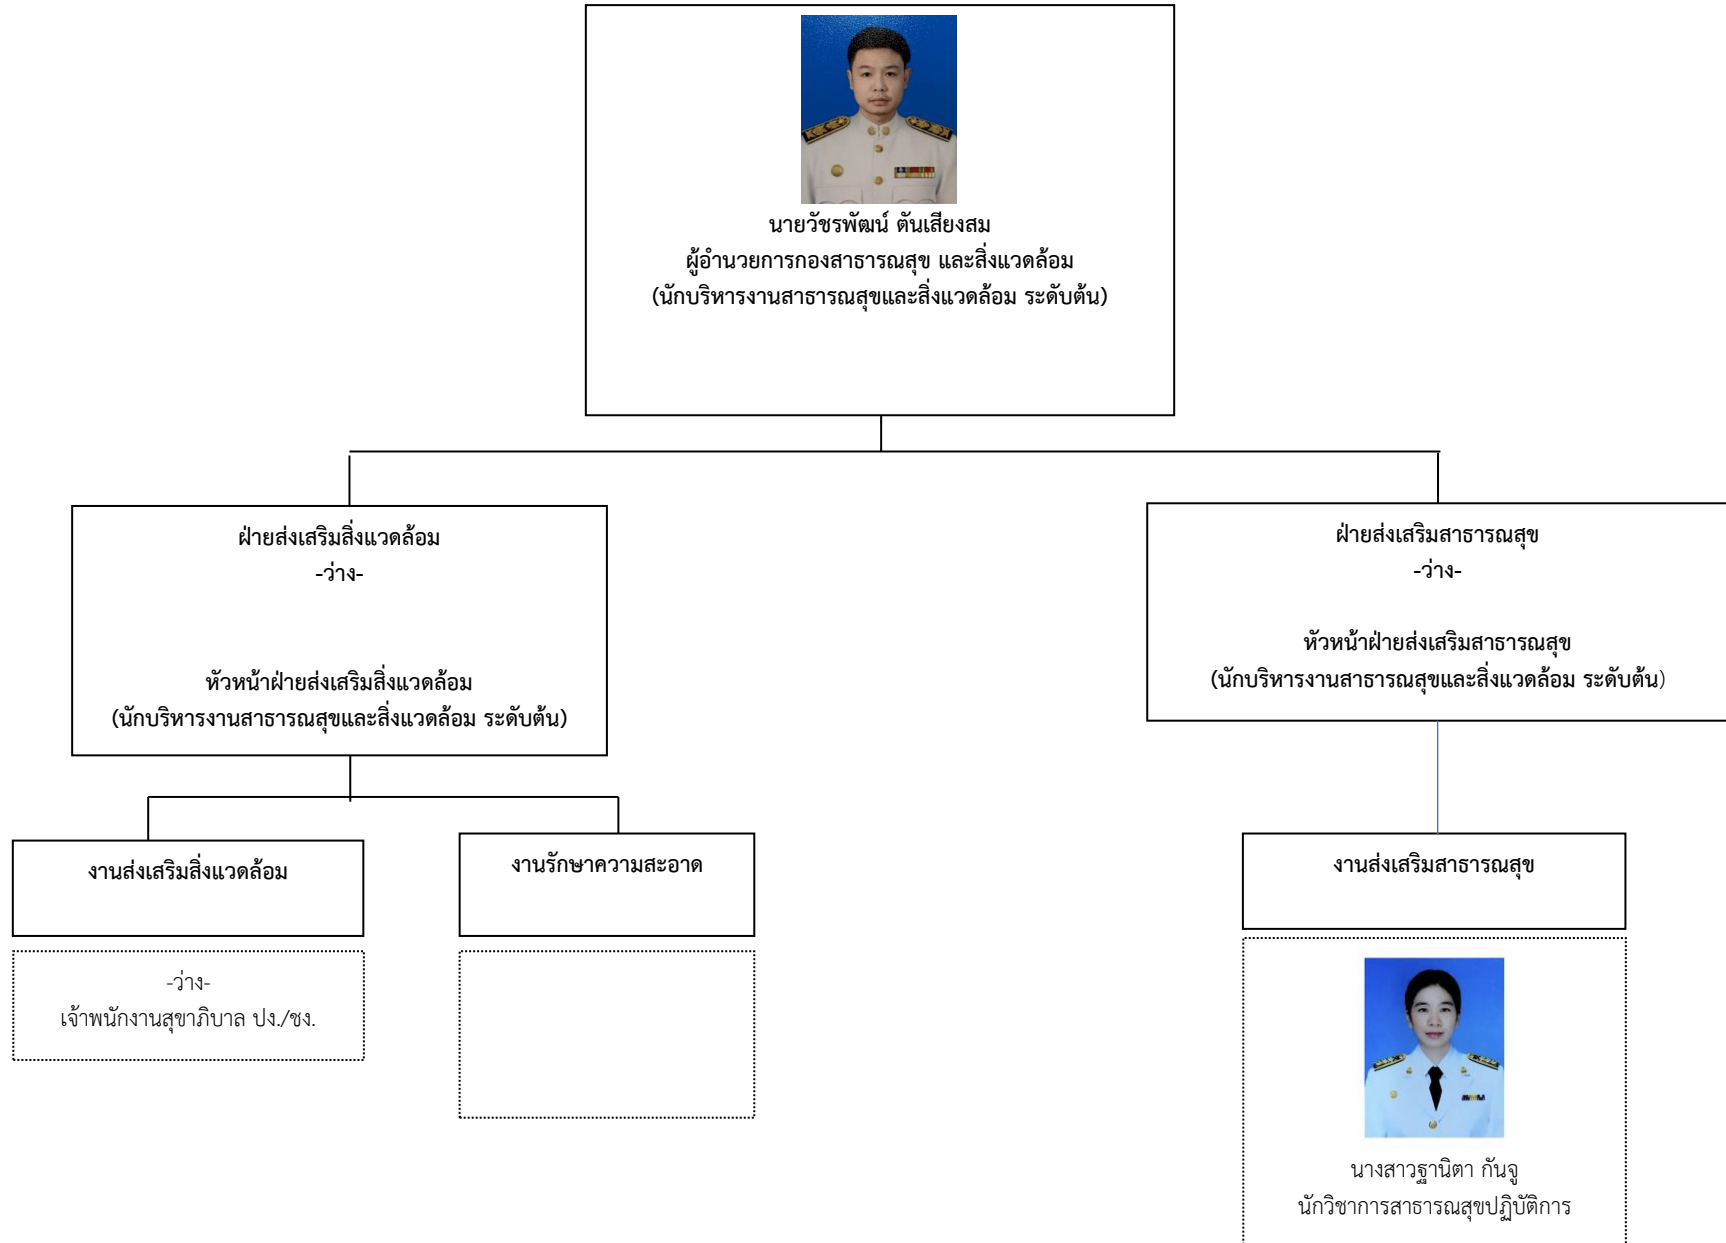 นายวัชรพัฒน์ ตันเสียงสม
ผู้อำนวยการกองสาธารณสุข และสิ่งแวดล้อม
(นักบริหารงานสาธารณสุขและสิ่งแวดล้อม ระดับต้น)
ฝ่ายส่งเสริมสิ่งแวดล้อม
-ว่าง-
หัวหน้าฝ่ายส่งเสริมสิ่งแวดล้อม
(นักบริหารงานสาธารณสุขและสิ่งแวดล้อม ระดับต้น)
ฝ่ายส่งเสริมสาธารณสุข
-ว่าง-
หัวหน้าฝ่ายส่งเสริมสาธารณสุข
(นักบริหารงานสาธารณสุขและสิ่งแวดล้อม ระดับต้น)
งานส่งเสริมสิ่งแวดล้อม
-ว่าง-
เจ้าพนักงานสุขาภิบาล ปง./ชง.
งานรักษาความสะอาด
งานส่งเสริมสาธารณสุข
นางสาวฐานิตา กันจู
นักวิชาการสาธารณสุขปฏิบัติการ